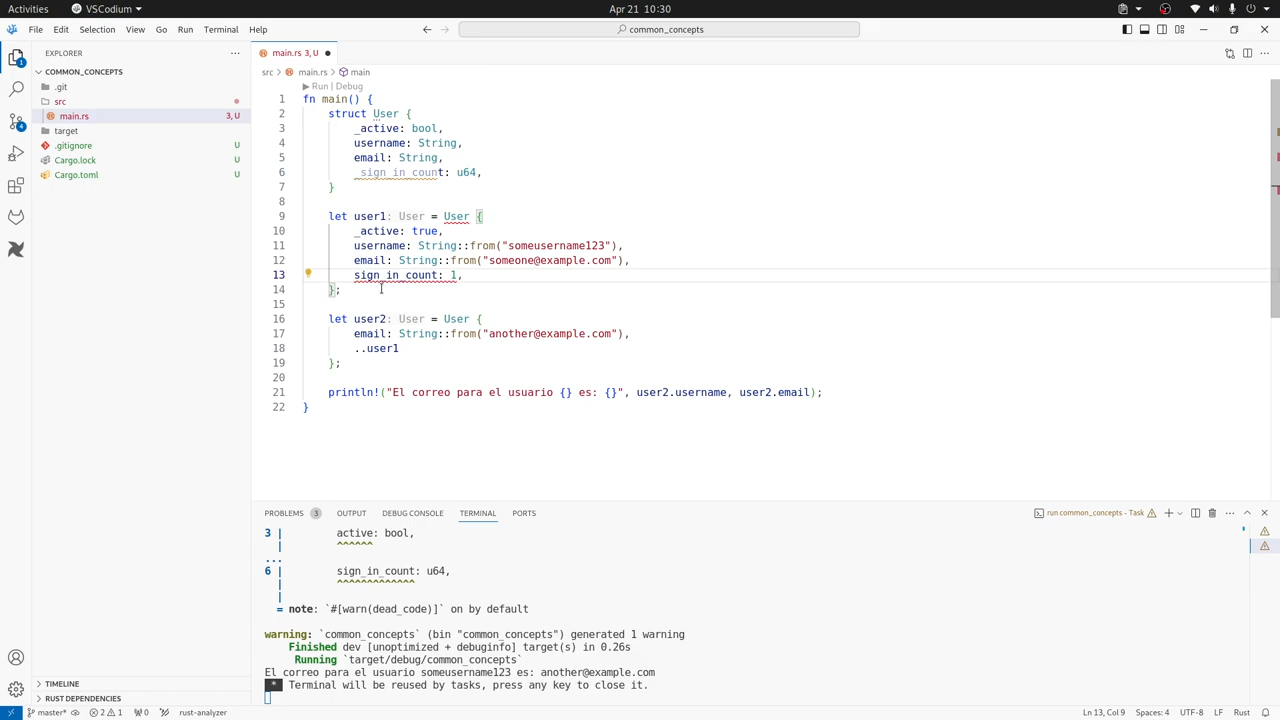 Activities VSCodium Apr 21 10:30
File Edit Selection View Go Run Terminal Help common_concepts
EXPLORER
COMMON_CONCEPTS
.git
src
main.rs 3, U
target
.gitignore U
Cargo.lock U
Cargo.toml U
TIMELINE
RUST DEPENDENCIES
1
4
main.rs 3, U
src > main.rs > main
Run | Debug
1 fn main() {
2 struct User {
3 _active: bool,
4 username: String,
5 email: String,
6 _sign_in_count: u64,
7 }
8
9 let user1: User = User {
10 _active: true,
11 username: String::from("someusername123"),
12 email: String::from("someone@example.com"),
13 sign_in_count: 1,
14 };
15
16 let user2: User = User {
17 email: String::from("another@example.com"),
18 ..user1
19 };
20
21 println!("El correo para el usuario {} es: {}", user2.username, user2.email);
22 }
PROBLEMS 3 OUTPUT DEBUG CONSOLE TERMINAL PORTS run common_concepts - Task
3 | active: bool,
| ^^^^^^
...
6 | sign_in_count: u64,
| ^^^^^^^^^^^^^
|
= note: `#[warn(dead_code)]` on by default
warning: `common_concepts` (bin "common_concepts") generated 1 warning
Finished dev [unoptimized + debuginfo] target(s) in 0.26s
Running `target/debug/common_concepts`
El correo para el usuario someusername123 es: another@example.com
* Terminal will be reused by tasks, press any key to close it.
master* 2 1 0 rust-analyzer Ln 13, Col 9 Spaces: 4 UTF-8 LF Rust